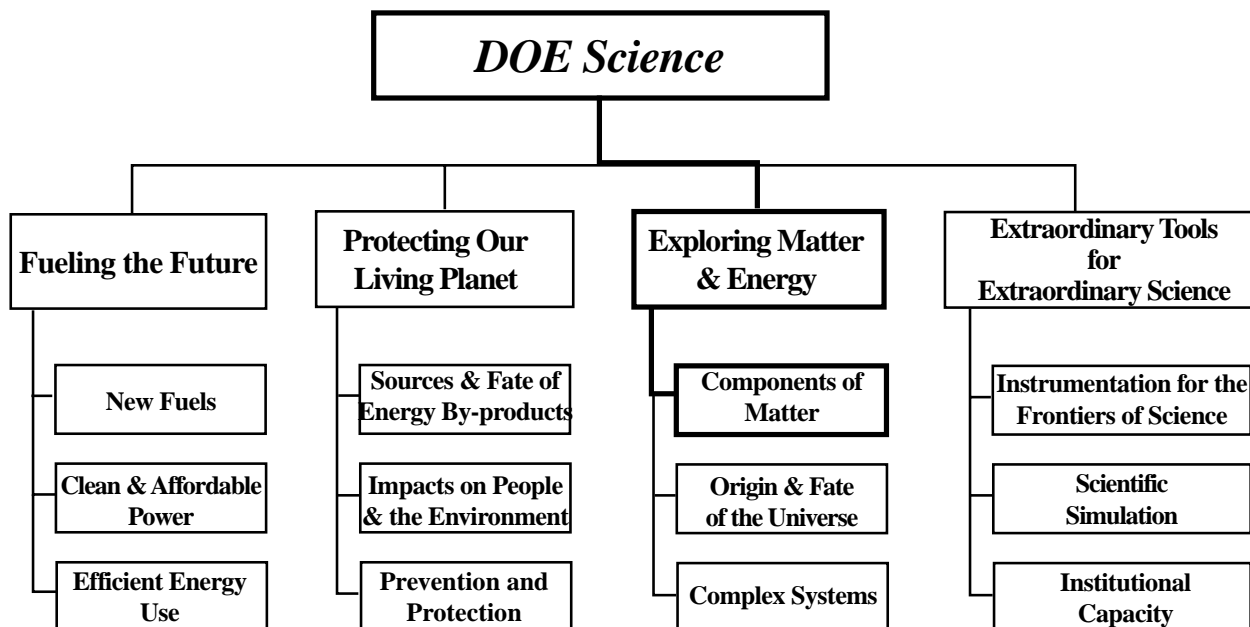 DOE Science
Fueling the Future
Protecting Our
Living Planet
Exploring Matter
& Energy
Extraordinary Tools
for
Extraordinary Science
New Fuels
Clean & Affordable
Power
Efficient Energy
Use
Sources & Fate of
Energy By-products
Impacts on People
& the Environment
Prevention and
Protection
Components of
Matter
Origin & Fate
of the Universe
Complex Systems
Instrumentation for the
Frontiers of Science
Scientific
Simulation
Institutional
Capacity